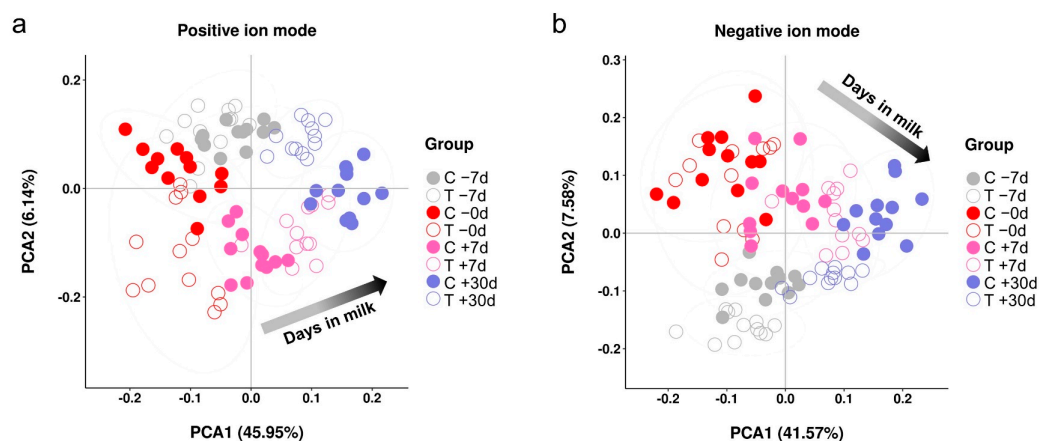 a
Positive ion mode
PCA2 (6.14%)
0.2
0.0
-0.2
-0.2
-0.1
0.0
0.1
0.2
PCA1 (45.95%)
Days in milk
Group
C −7d
T −7d
C −0d
T −0d
C +7d
T +7d
C +30d
T +30d
b
Negative ion mode
PCA2 (7.58%)
0.3
0.2
0.1
0.0
-0.1
-0.2
-0.2
-0.1
0.0
0.1
0.2
PCA1 (41.57%)
Days in milk
Group
C −7d
T −7d
C −0d
T −0d
C +7d
T +7d
C +30d
T +30d